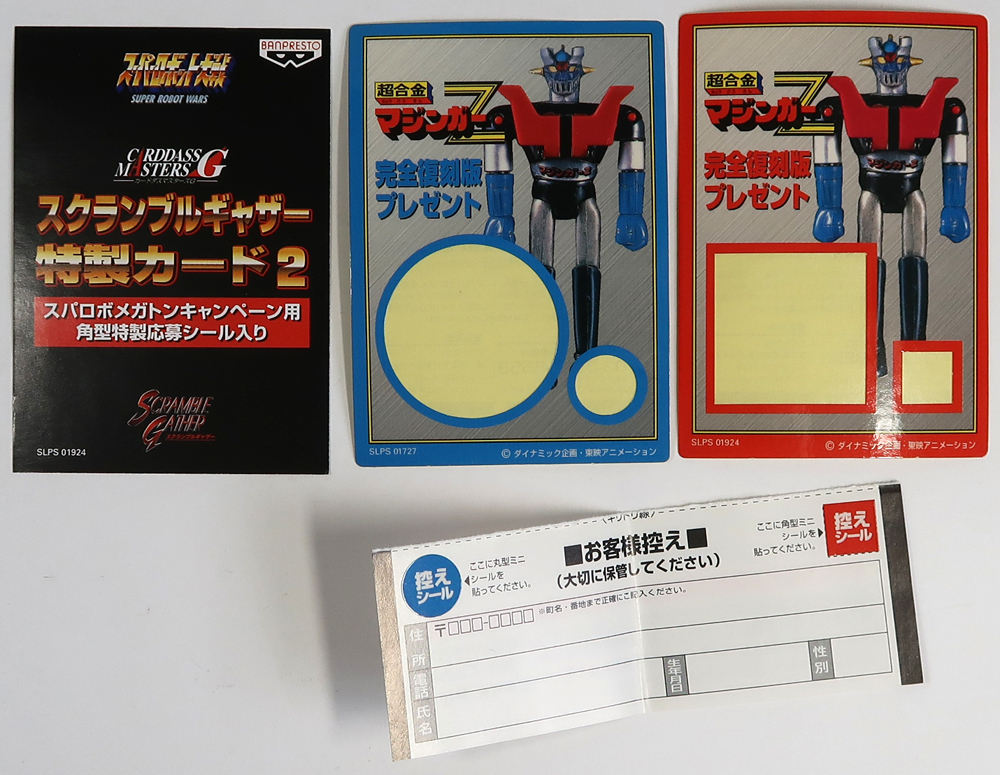 スパロボ大戦
SUPER ROBOT WARS
BANPRESTO
CARDDASS
MASTERS G
カードダスマスターズG
スクランブルギャザー
特製カード2
スパロボメガトンキャンペーン用
角型特製応募シール入り
SCRAMBLE
GATHER
スクランブルギャザー
SLPS 01924
超合金
マジンガーZ
完全復刻版
プレゼント
マジンガーZ
SLPS 01727
© ダイナミック企画・東映アニメーション
超合金
マジンガーZ
完全復刻版
プレゼント
マジンガーZ
SLPS 01924
© ダイナミック企画・東映アニメーション
〈キリトリ線〉
控え
シール
ここに丸型ミニ
シールを
貼ってください。
■お客様控え■
(大切に保管してください)
ここに角型ミニ
シールを
貼ってください。
控え
シール
住所
〒□□□-□□□□ ※町名・番地まで正確にご記入ください。
電話
生年月日
性別
氏名